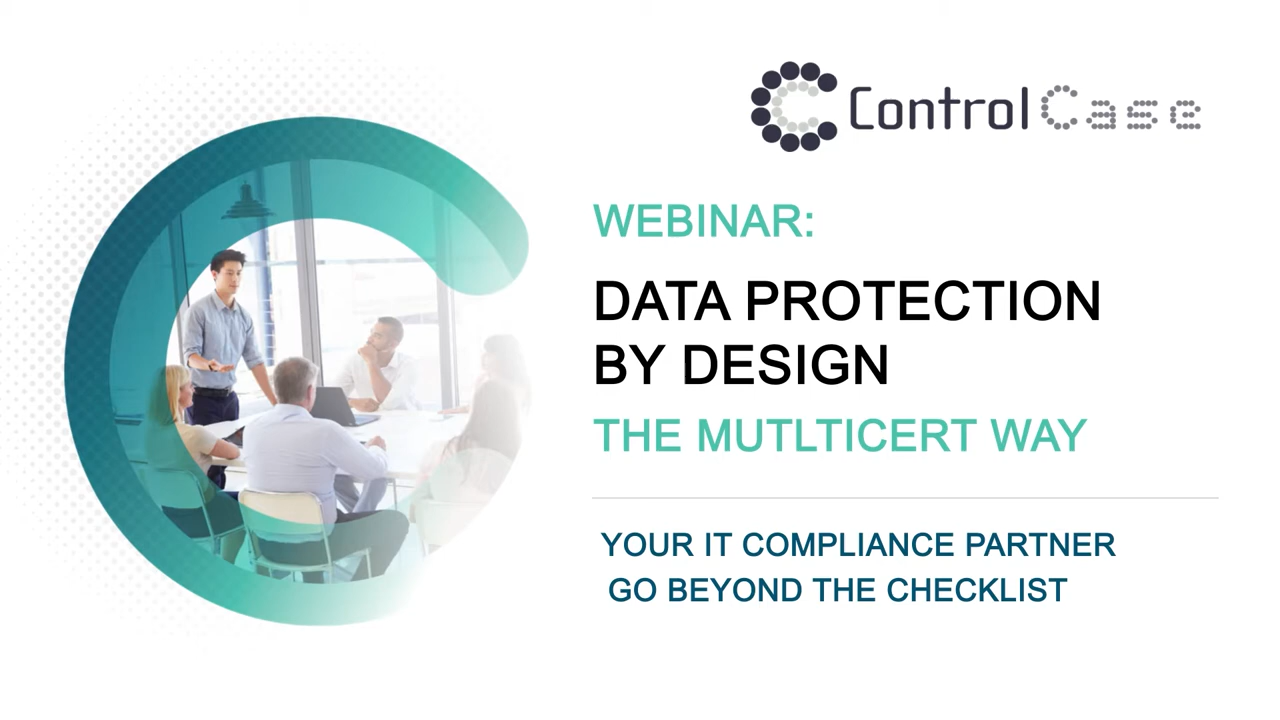 ControlCase
WEBINAR:
DATA PROTECTION
BY DESIGN
THE MUTLTICERT WAY
YOUR IT COMPLIANCE PARTNER
GO BEYOND THE CHECKLIST